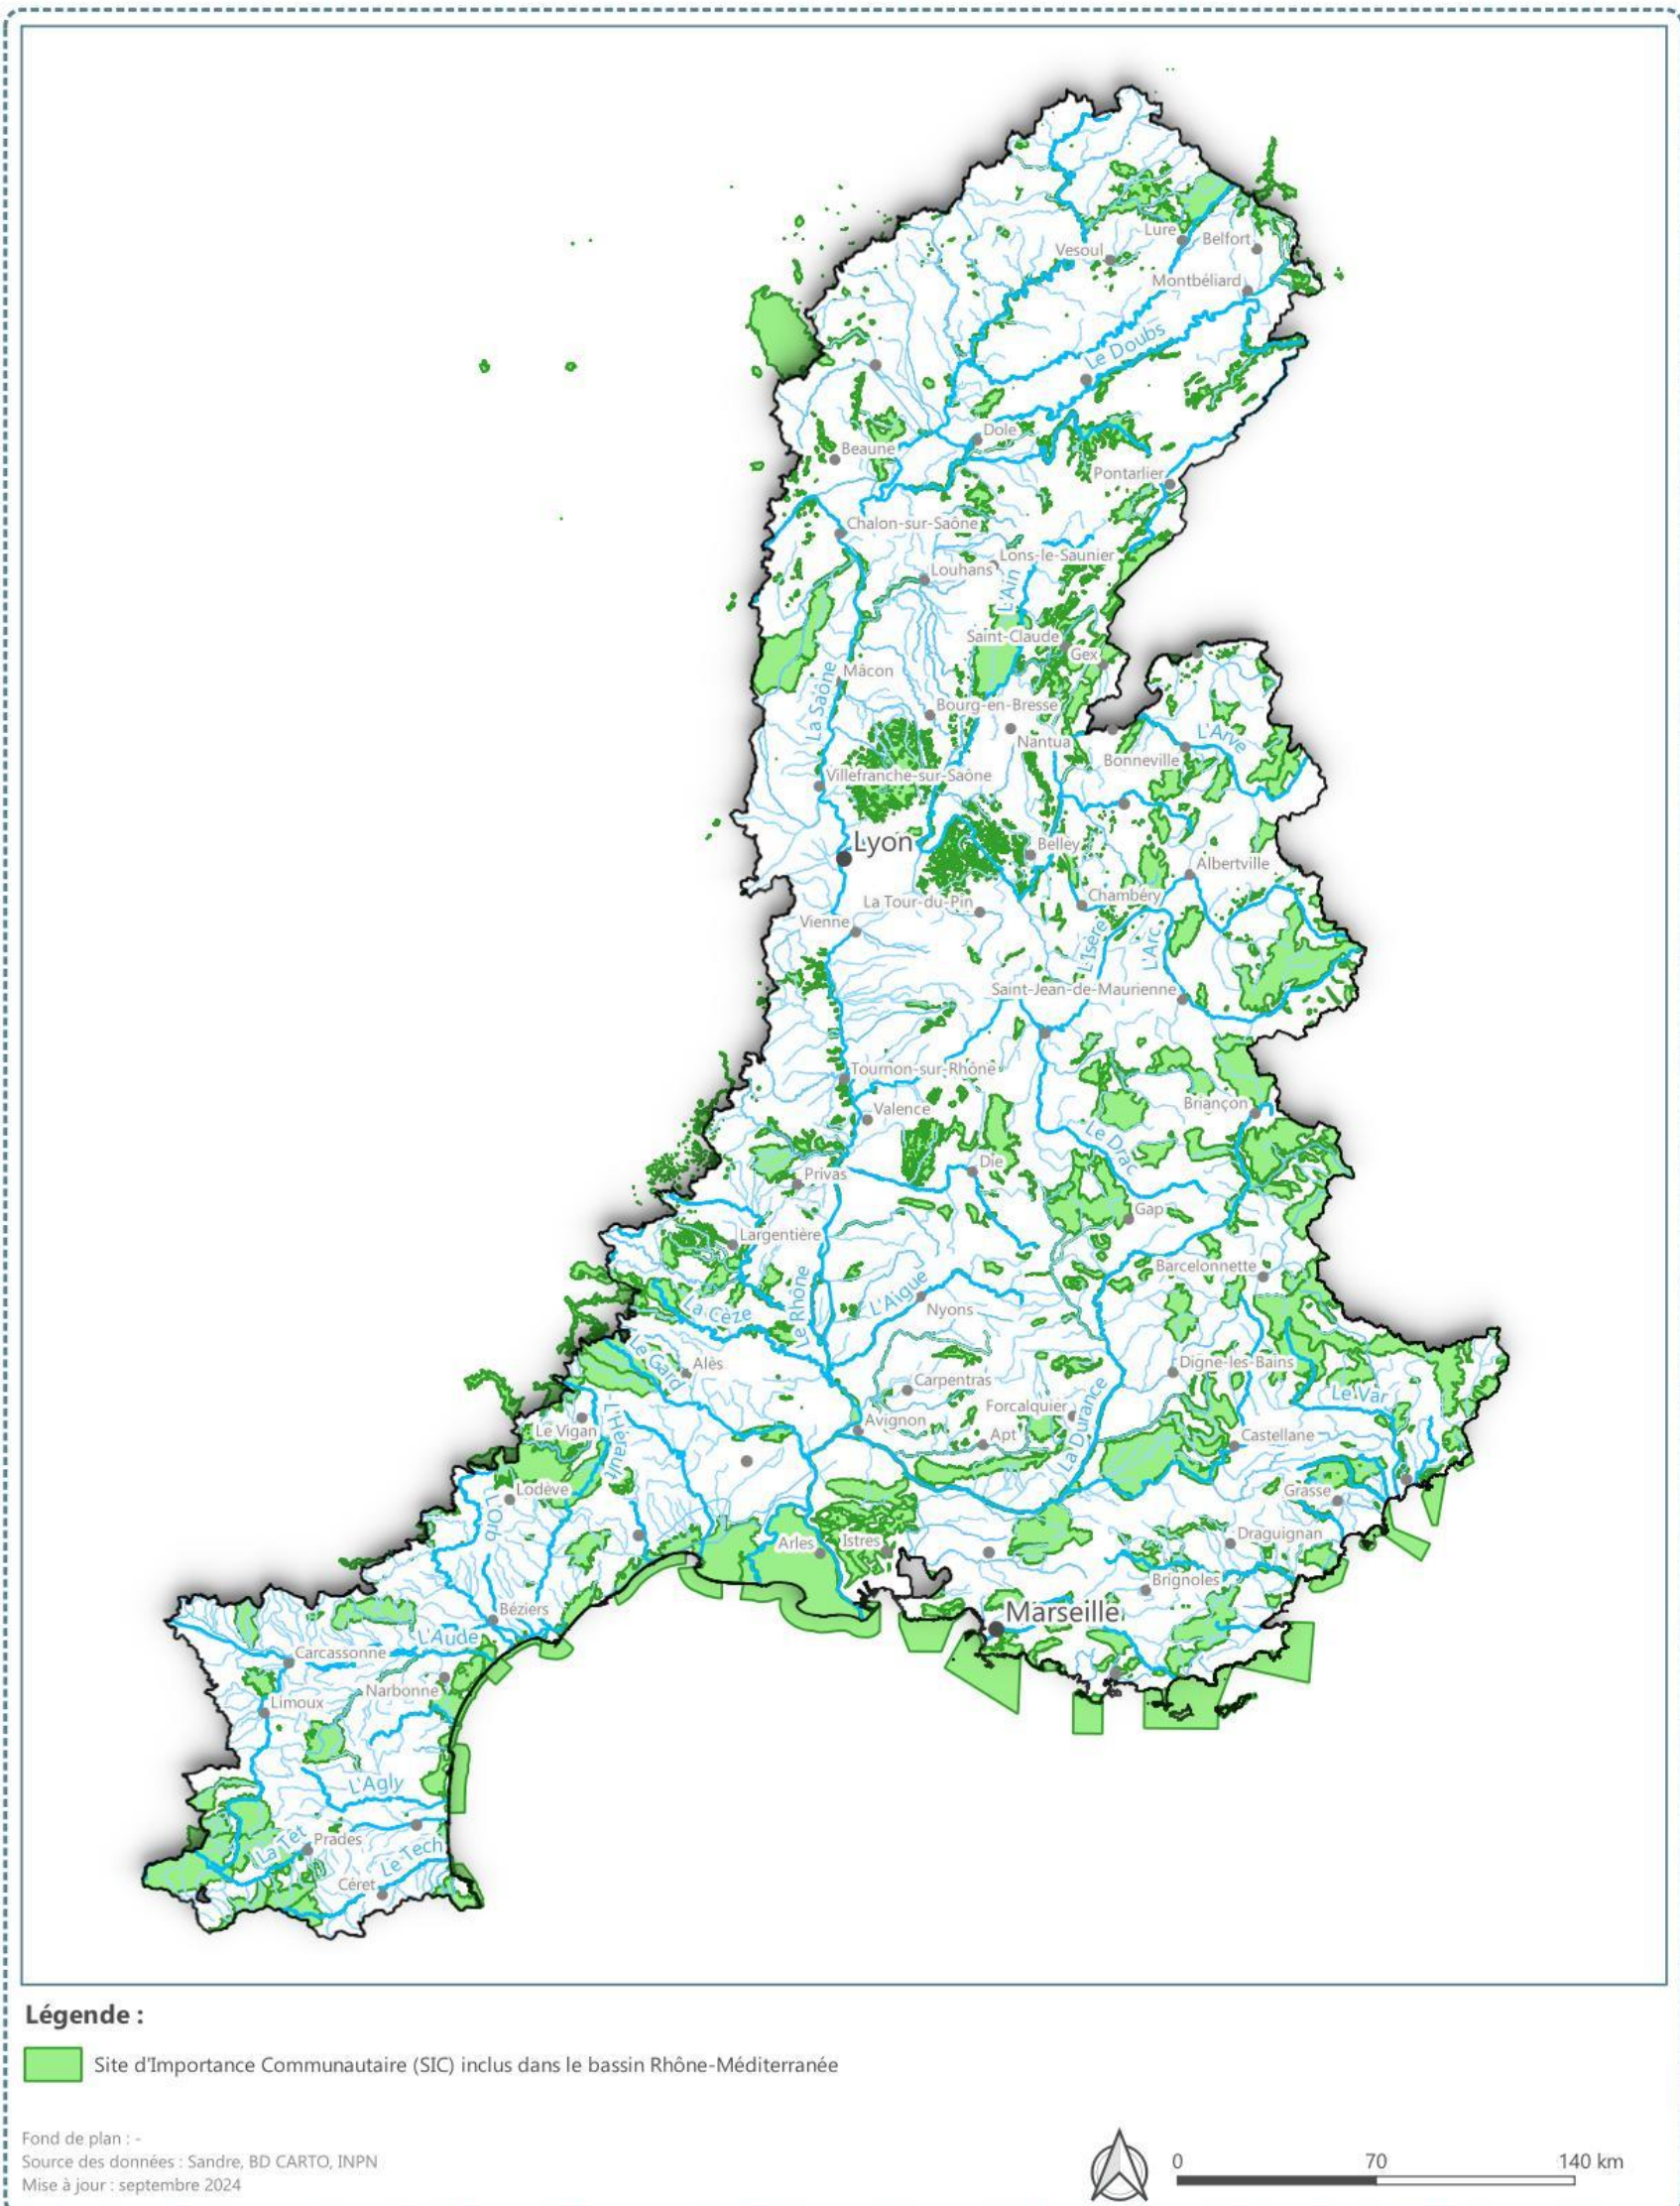 Lure
Belfort
Vesoul
Montbéliard
Le Doubs
Dole
Beaune
Pontarlier
Chalon-sur-Saône
Lons-le-Saunier
Louhans
L'Ain
Saint-Claude
Gex
Mâcon
La Saône
Bourg-en-Bresse
Nantua
L'Arve
Bonneville
Villefranche-sur-Saône
Lyon
Belley
Albertville
Chambéry
La Tour-du-Pin
Vienne
L'Isère
L'Arc
Saint-Jean-de-Maurienne
Tournon-sur-Rhône
Briançon
Valence
Le Drac
Die
Privas
Gap
Largentière
Barcelonnette
Le Rhône
L'Aigue
Nyons
La Cèze
Le Gard
Alès
Digne-les-Bains
Carpentras
Le Var
Forcalquier
La Durance
Avignon
Apt
Castellane
L'Hérault
Le Vigan
Lodève
L'Orb
Grasse
Draguignan
Arles
Istres
Brignoles
Marseille
Béziers
L'Aude
Carcassonne
Narbonne
Limoux
L'Agly
La Têt
Prades
Le Tech
Céret
Légende :
Site d'Importance Communautaire (SIC) inclus dans le bassin Rhône-Méditerranée
Fond de plan : -
Source des données : Sandre, BD CARTO, INPN
Mise à jour : septembre 2024
0 70 140 km